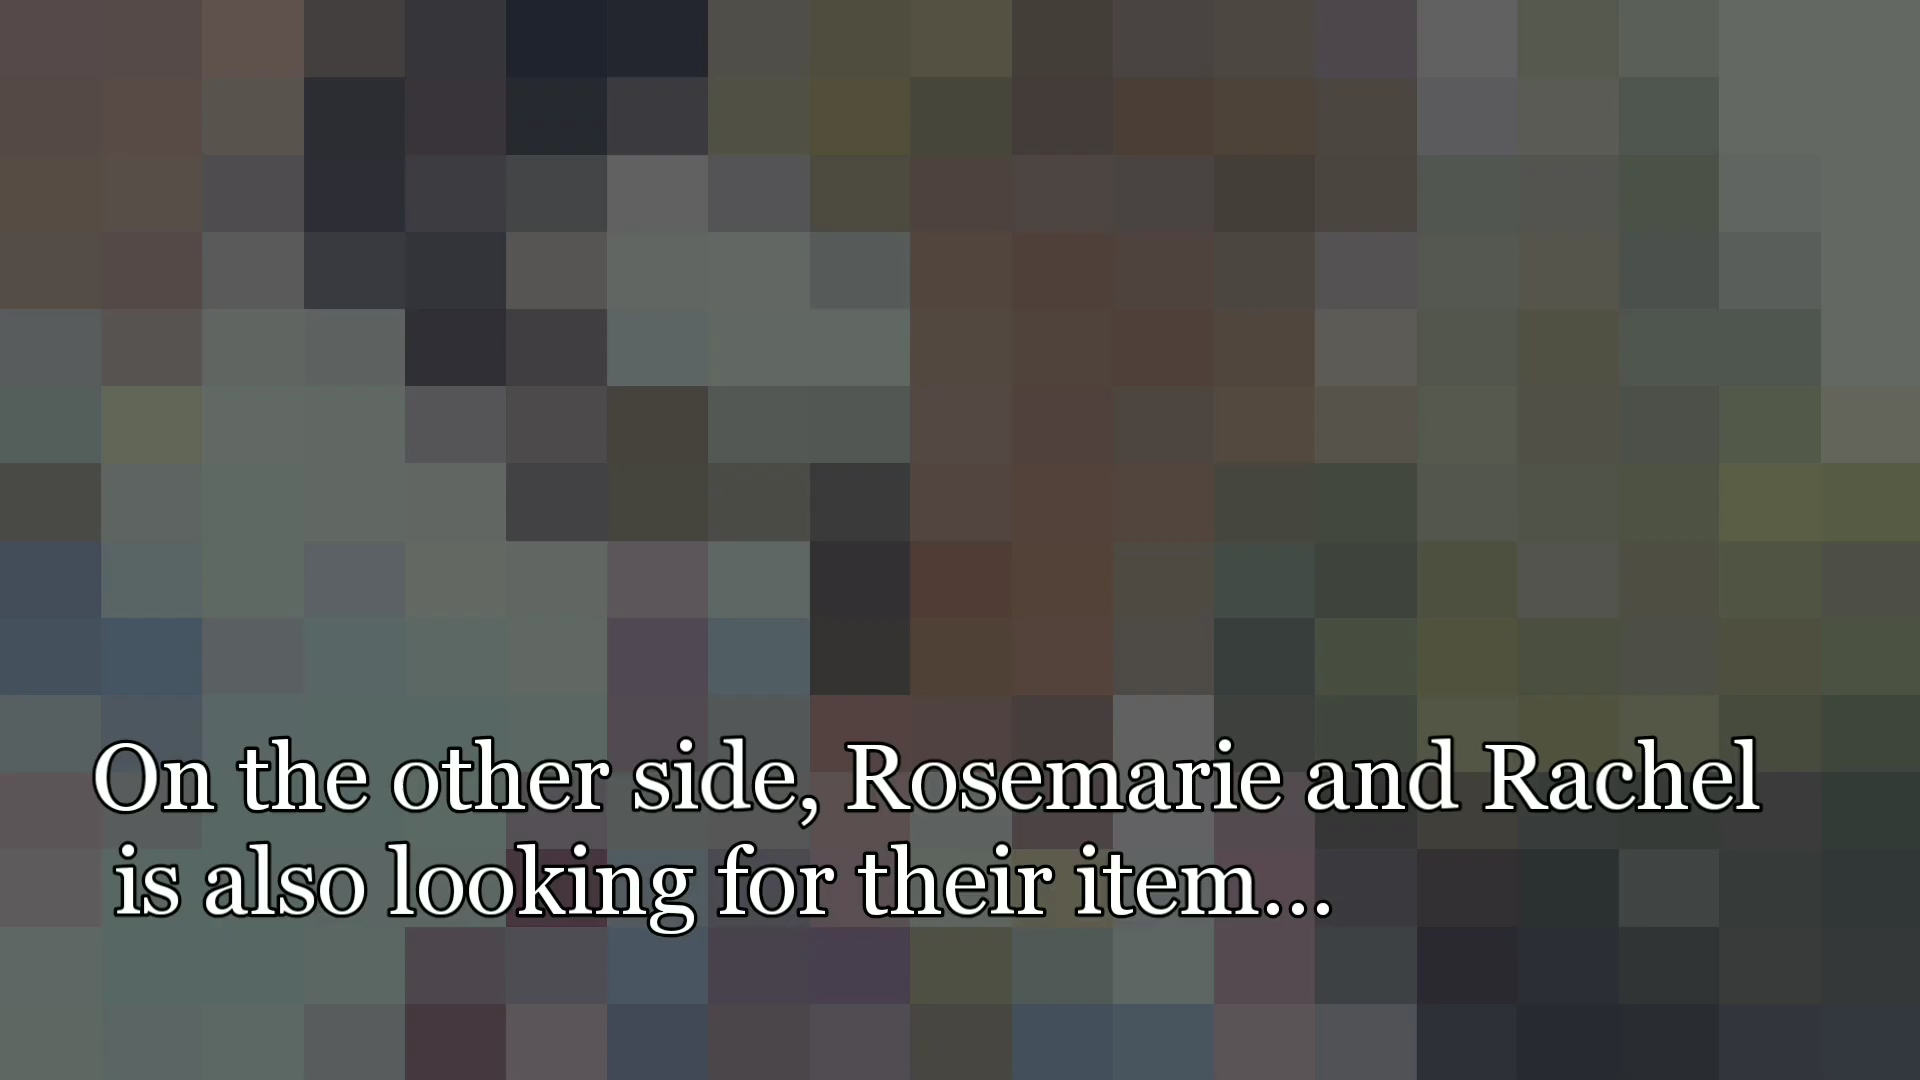 On the other side, Rosemarie and Rachel
is also looking for their item...